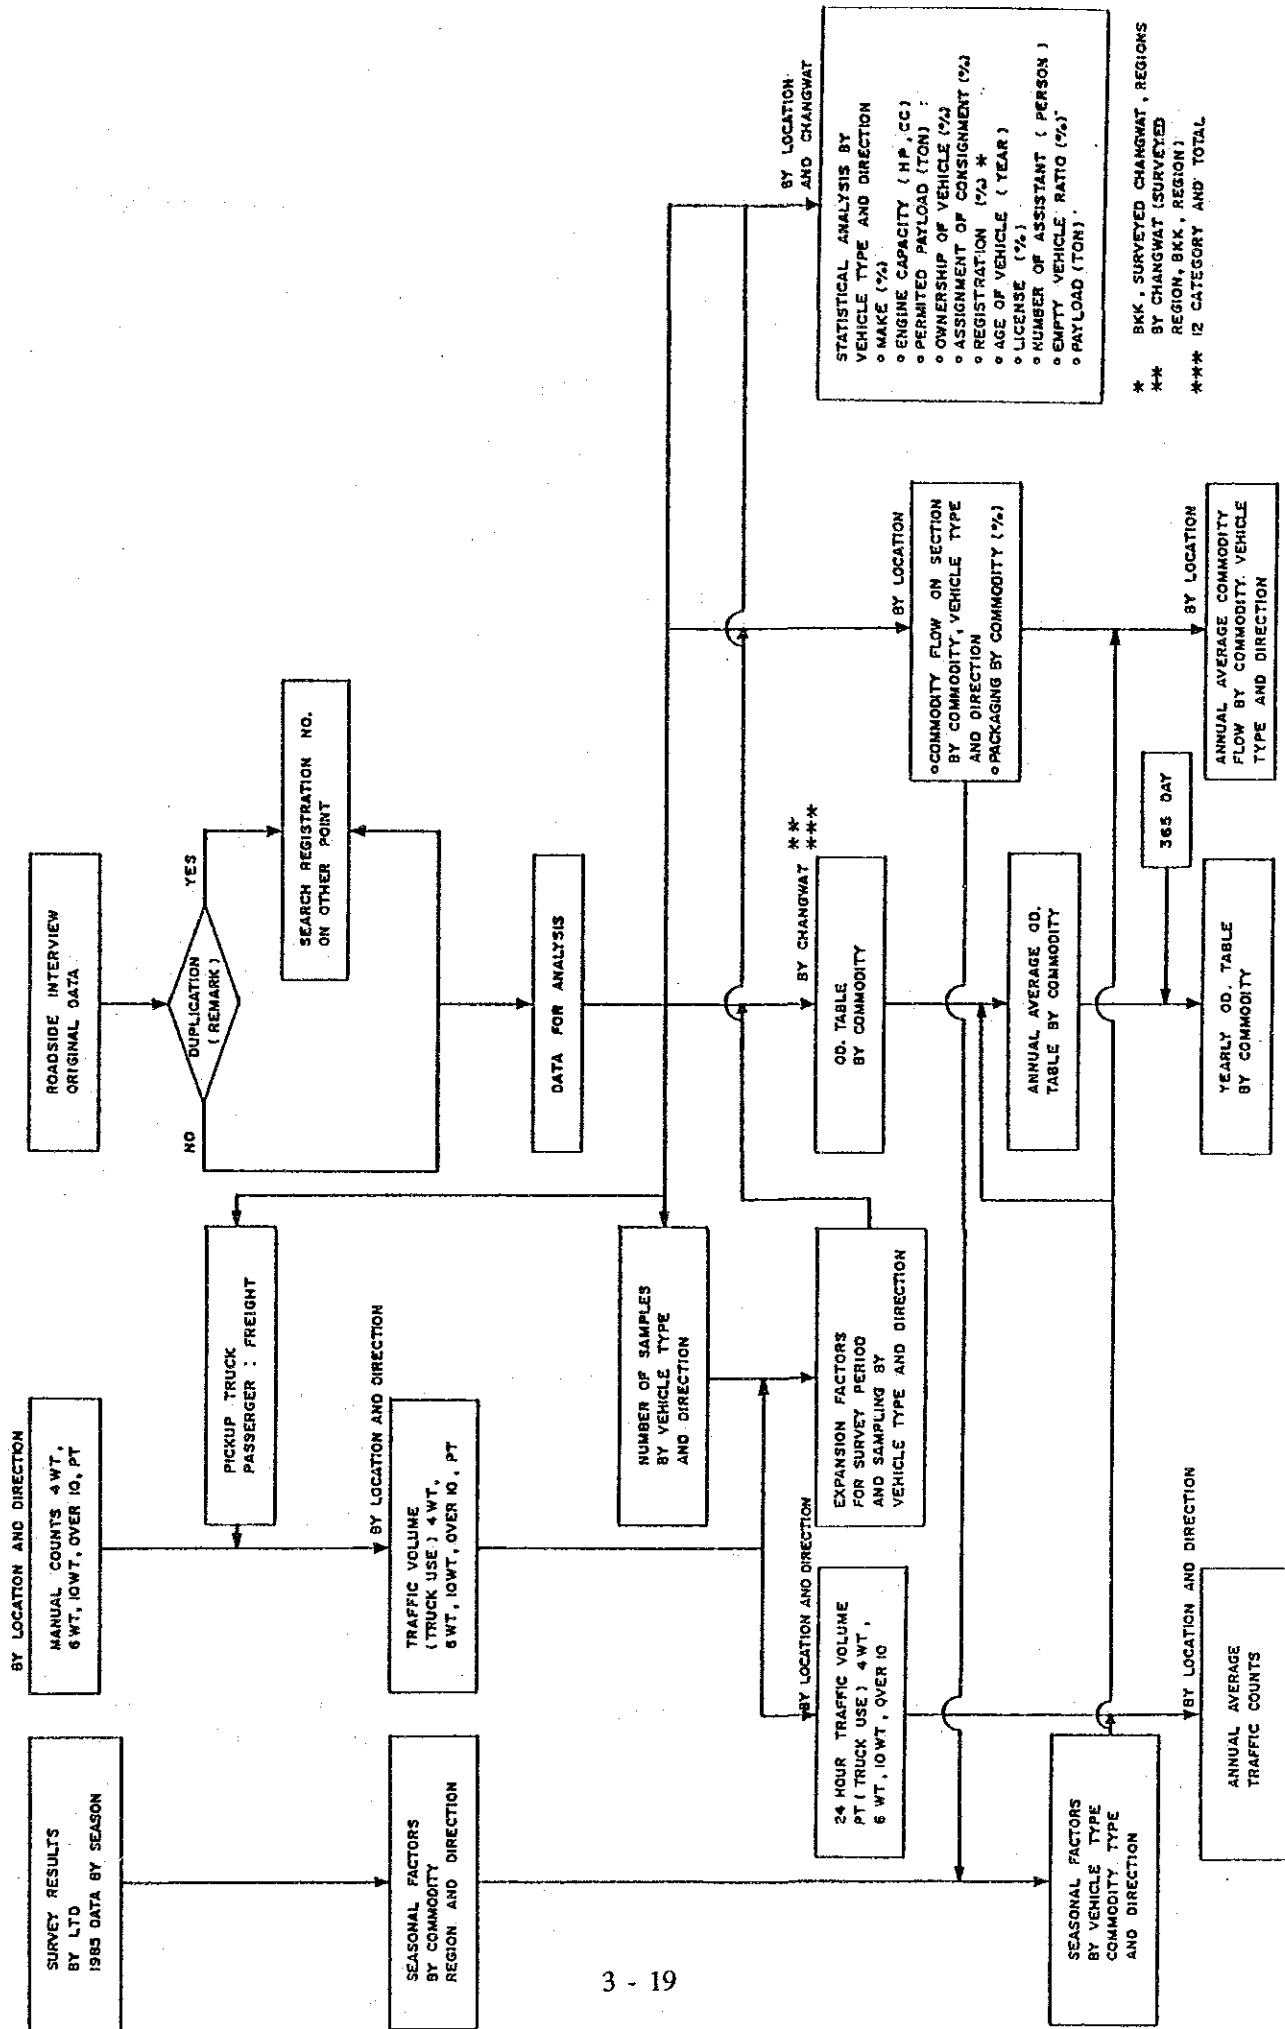 SURVEY RESULTS
BY LTD
1985 DATA BY SEASON
BY LOCATION AND DIRECTION
MANUAL COUNTS 4WT,
6WT, 10WT, OVER 10, PT
ROADSIDE INTERVIEW
ORIGINAL DATA
DUPLICATION
(REMARK)
NO
YES
SEARCH REGISTRATION NO.
ON OTHER POINT
PICKUP TRUCK
PASSERGER : FREIGHT
BY LOCATION AND DIRECTION
SEASONAL FACTORS
BY COMMODITY
REGION AND DIRECTION
TRAFFIC VOLUME
(TRUCK USE) 4WT,
6WT, 10WT, OVER 10, PT
DATA FOR ANALYSIS
NUMBER OF SAMPLES
BY VEHICLE TYPE
AND DIRECTION
BY LOCATION AND DIRECTION
24 HOUR TRAFFIC VOLUME
PT (TRUCK USE) 4WT,
6WT, 10WT, OVER 10
EXPANSION FACTORS
FOR SURVEY PERIOD
AND SAMPLING BY
VEHICLE TYPE AND DIRECTION
BY CHANGWAT **
***
OD. TABLE
BY COMMODITY
BY LOCATION
AND CHANGWAT
STATISTICAL ANALYSIS BY
VEHICLE TYPE AND DIRECTION
o MAKE (%)
o ENGINE CAPACITY (HP, CC)
o PERMITED PAYLOAD (TON) :
o OWNERSHIP OF VEHICLE (%)
o ASSIGNMENT OF CONSIGNMENT (%)
o REGISTRATION (%) *
o AGE OF VEHICLE (YEAR)
o LICENSE (%)
o NUMBER OF ASSISTANT (PERSON)
o EMPTY VEHICLE RATIO (%)
o PAYLOAD (TON)
BY LOCATION
o COMMODITY FLOW ON SECTION
BY COMMODITY, VEHICLE TYPE
AND DIRECTION
o PACKAGING BY COMMODITY (%)
SEASONAL FACTORS
BY VEHICLE TYPE
COMMODITY TYPE
AND DIRECTION
ANNUAL AVERAGE OD.
TABLE BY COMMODITY
365 DAY
* BKK, SURVEYED CHANGWAT, REGIONS
** BY CHANGWAT (SURVEYED
REGION, BKK, REGION)
*** 12 CATEGORY AND TOTAL
BY LOCATION AND DIRECTION
ANNUAL AVERAGE
TRAFFIC COUNTS
YEARLY OD. TABLE
BY COMMODITY
BY LOCATION
ANNUAL AVERAGE COMMODITY
FLOW BY COMMODITY, VEHICLE
TYPE AND DIRECTION
3 - 19